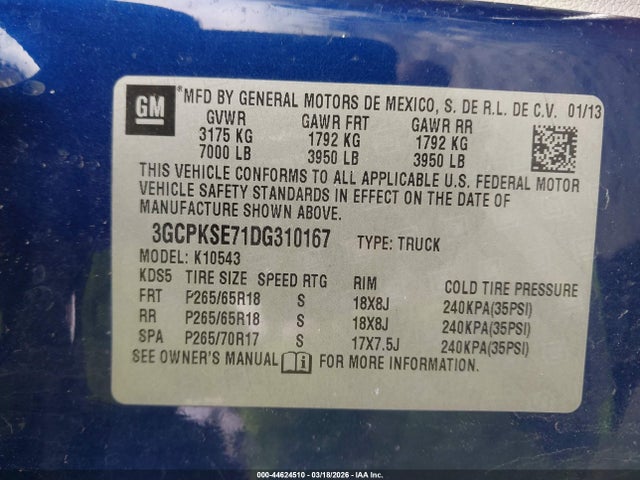 GM ® MFD BY GENERAL MOTORS DE MEXICO, S. DE R.L. DE C.V. 01/13
GVWR GAWR FRT GAWR RR
3175 KG 1792 KG 1792 KG
7000 LB 3950 LB 3950 LB
THIS VEHICLE CONFORMS TO ALL APPLICABLE U.S. FEDERAL MOTOR
VEHICLE SAFETY STANDARDS IN EFFECT ON THE DATE OF
MANUFACTURE SHOWN ABOVE.
3GCPKSE71DG310167 TYPE: TRUCK
MODEL: K10543
KDS5 TIRE SIZE SPEED RTG RIM COLD TIRE PRESSURE
FRT P265/65R18 S 18X8J 240KPA(35PSI)
RR P265/65R18 S 18X8J 240KPA(35PSI)
SPA P265/70R17 S 17X7.5J 240KPA(35PSI)
SEE OWNER'S MANUAL FOR MORE INFORMATION.
000-44624510 - 03/18/2026 - IAA Inc.